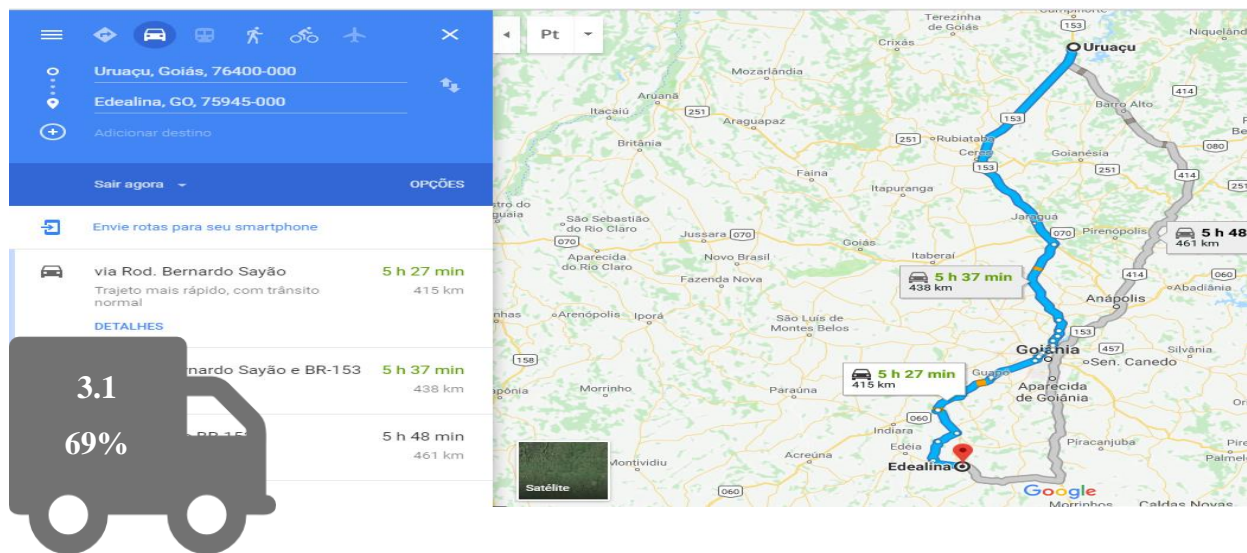 Uruaçu, Goiás, 76400-000
Edealina, GO, 75945-000
Adicionar destino
Sair agora
OPÇÕES
Envie rotas para seu smartphone
via Rod. Bernardo Sayão
5 h 27 min
Trajeto mais rápido, com trânsito
normal
415 km
DETALHES
nardo Sayão e BR-153
5 h 37 min
438 km
5 h 48 min
461 km
3.1
69%
Pt
Terezinha
de Goiás
153
Uruaçu
Crixás
Mozarlândia
414
Barro Alto
Aruanã
Itacaiú
251
Araguapaz
153
251
Rubiataba
080
Britânia
Goianésia
153
251
Faina
414
251
Itapuranga
São Sebastião
do Rio Claro
Jaraguá
070
Pirenópolis
5 h 48
461 km
070
Jussara
070
Goiás
Aparecida
do Rio Claro
Novo Brasil
Itaberaí
5 h 37 min
438 km
414
060
Fazenda Nova
Abadiânia
Anápolis
Arenópolis
Iporá
São Luís de
Montes Belos
153
158
Goiânia
457
Silvânia
Sen. Canedo
5 h 27 min
415 km
Guapó
Morrinho
Paraúna
Aparecida
de Goiânia
060
Indiara
Piracanjuba
Edéia
Acreúna
Edealina
Montividiu
Satélite
060
Google
Morrinhos
Caldas Novas